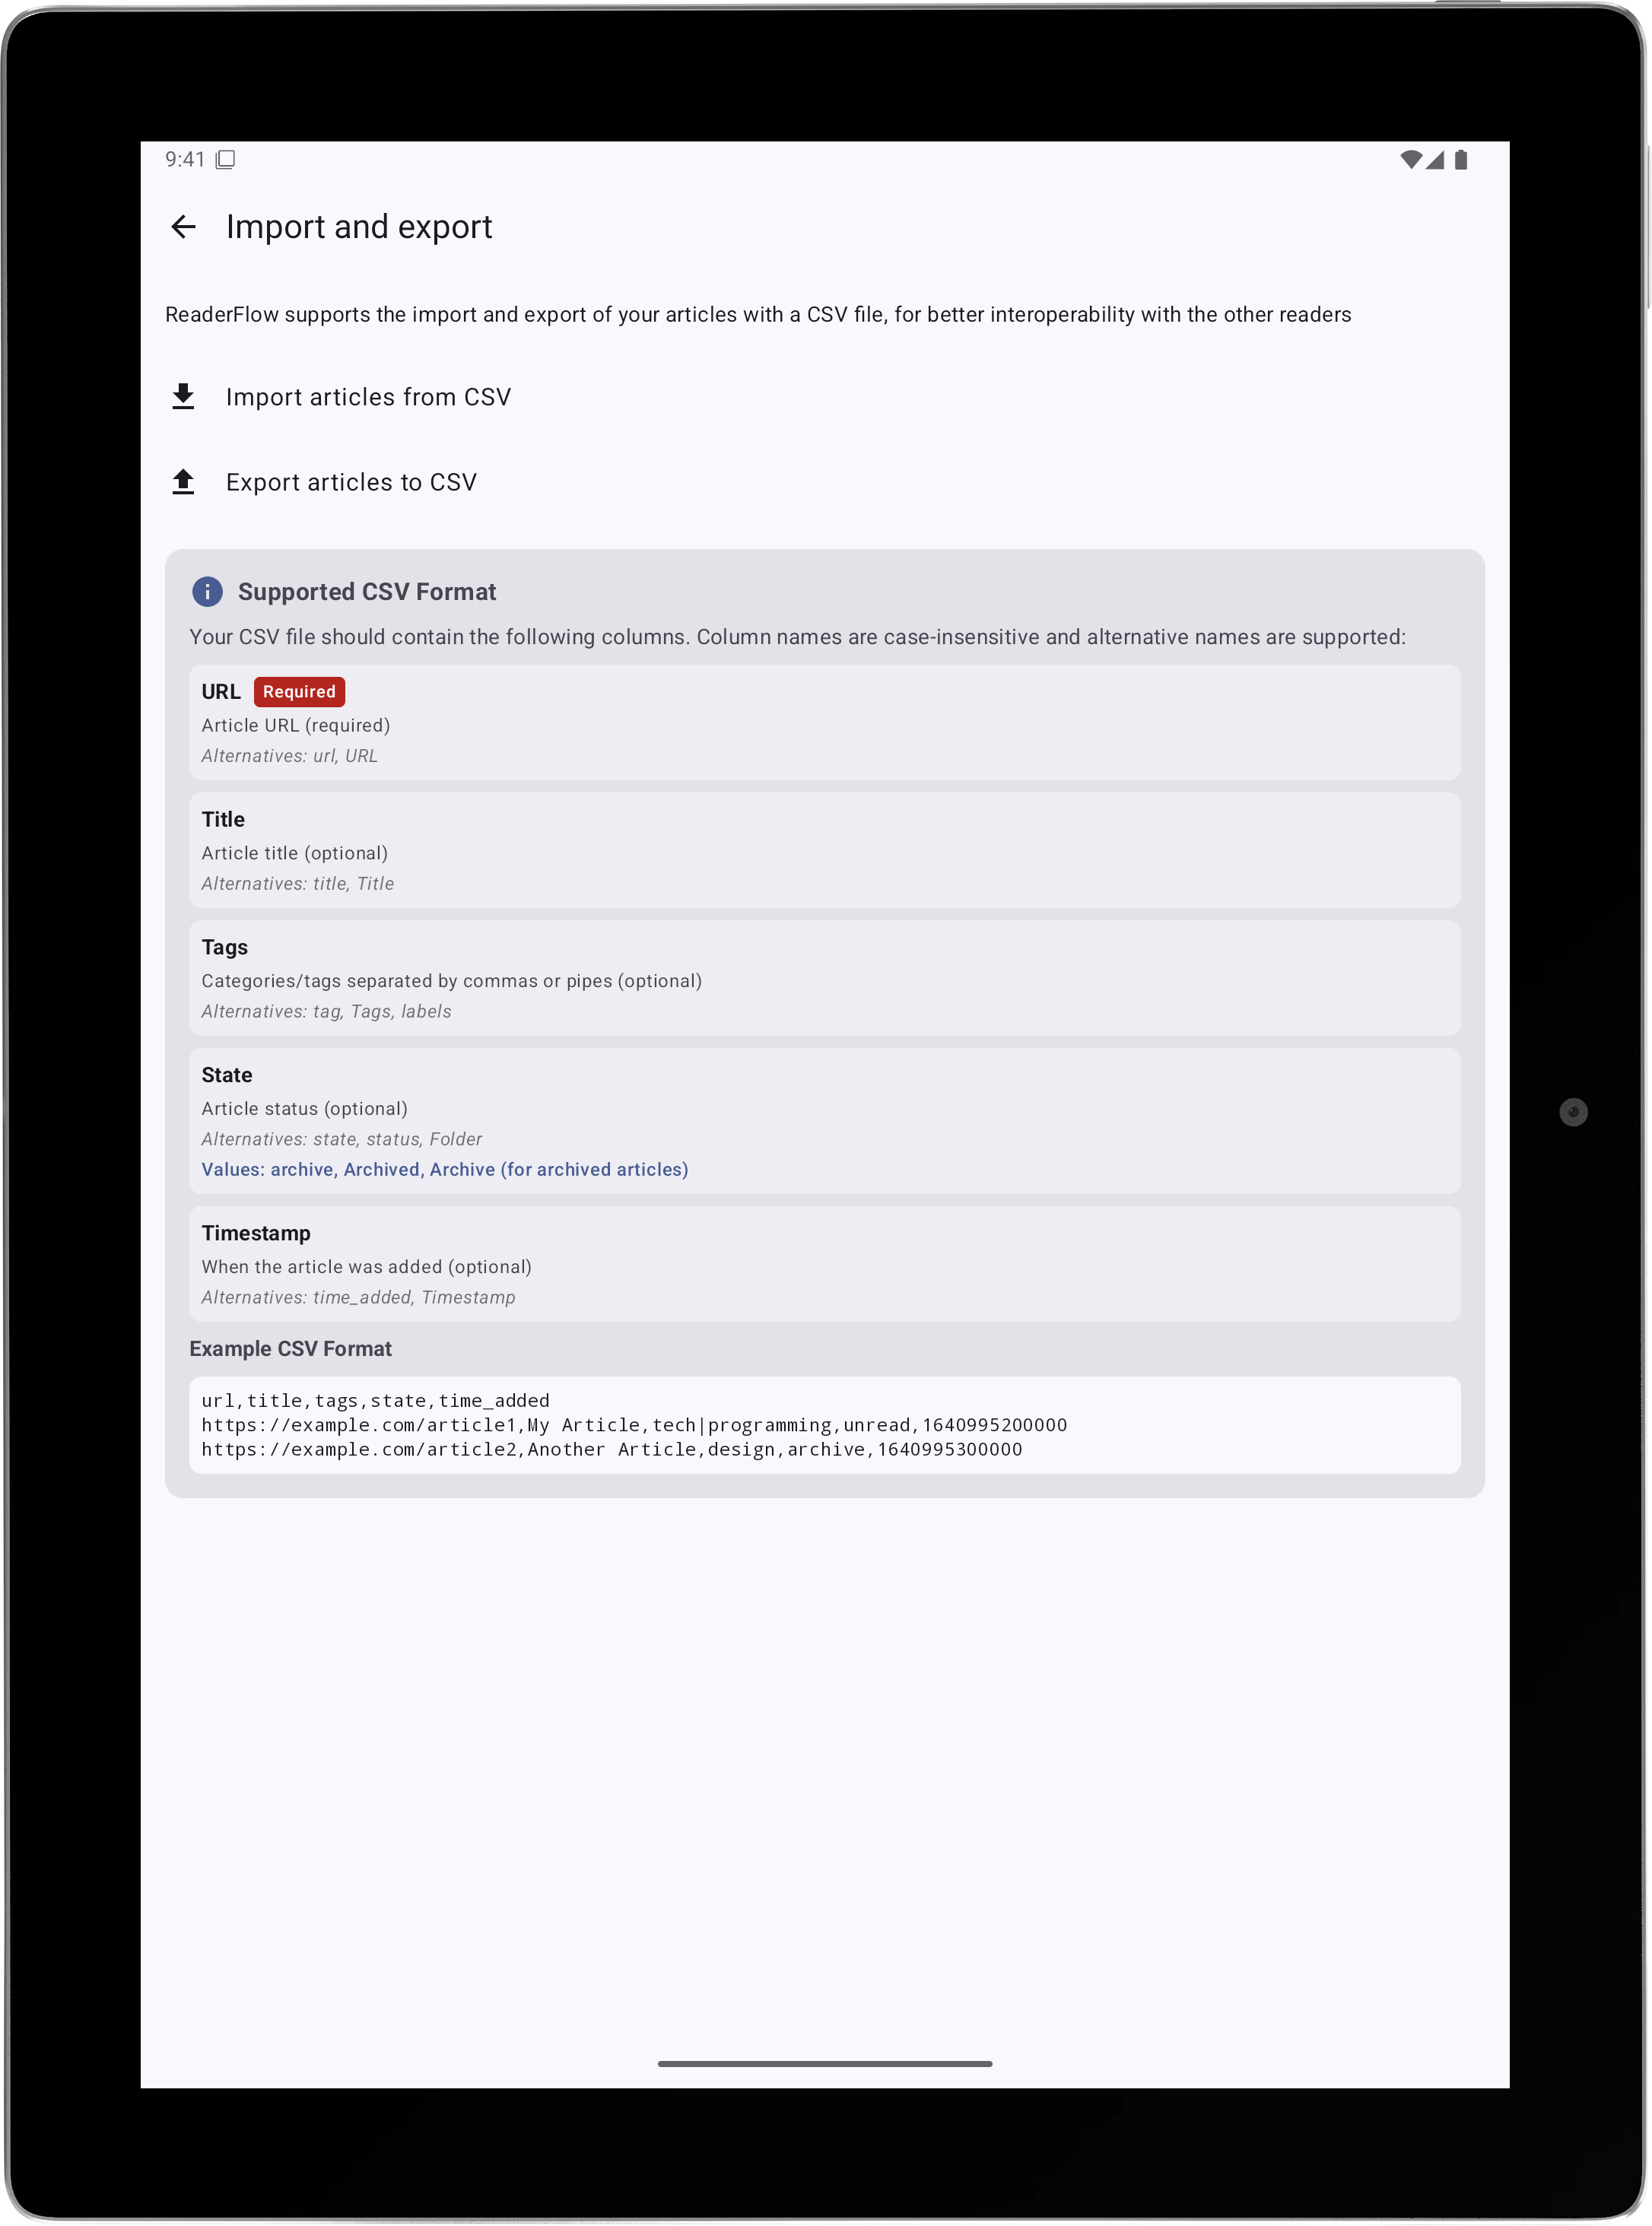 9:41
Import and export
ReaderFlow supports the import and export of your articles with a CSV file, for better interoperability with the other readers
Import articles from CSV
Export articles to CSV
Supported CSV Format
Your CSV file should contain the following columns. Column names are case-insensitive and alternative names are supported:
URL Required
Article URL (required)
Alternatives: url, URL
Title
Article title (optional)
Alternatives: title, Title
Tags
Categories/tags separated by commas or pipes (optional)
Alternatives: tag, Tags, labels
State
Article status (optional)
Alternatives: state, status, Folder
Values: archive, Archived, Archive (for archived articles)
Timestamp
When the article was added (optional)
Alternatives: time_added, Timestamp
Example CSV Format
url,title,tags,state,time_added
https://example.com/article1,My Article,tech|programming,unread,1640995200000
https://example.com/article2,Another Article,design,archive,1640995300000